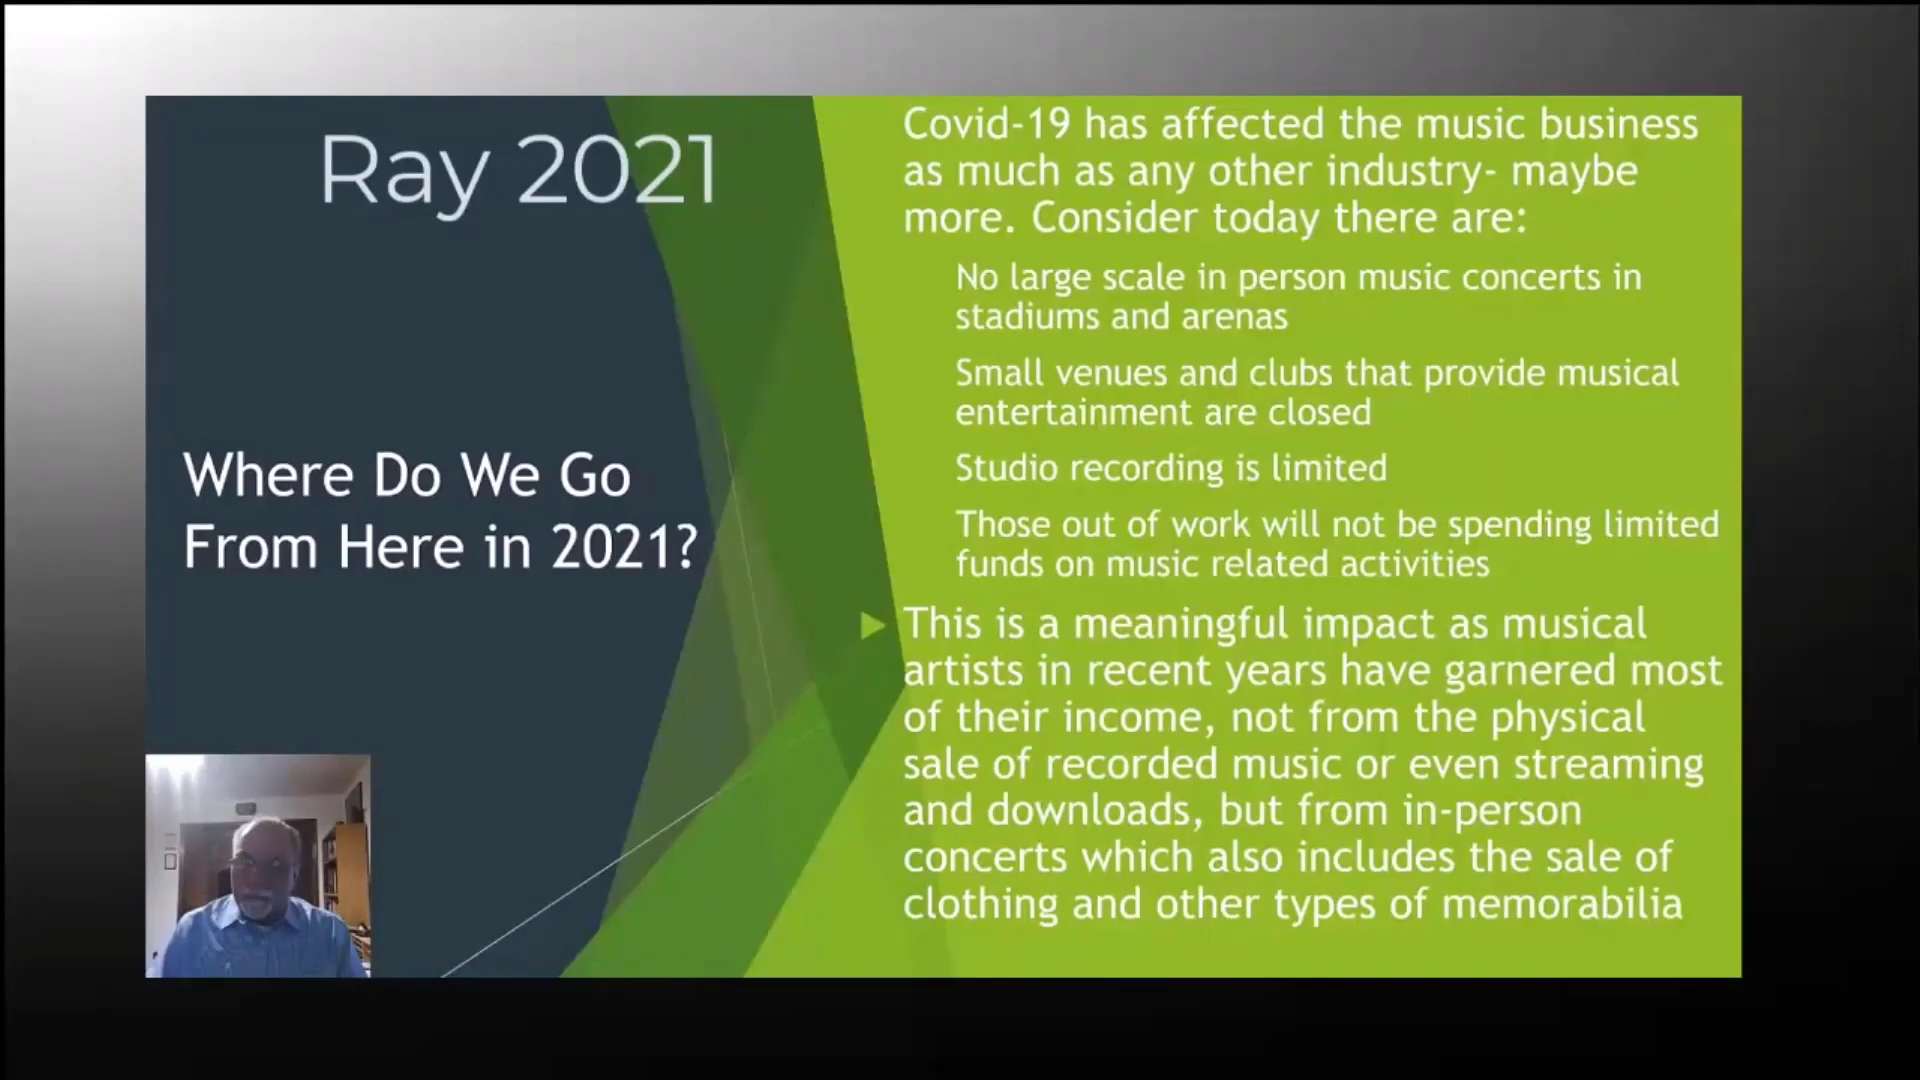 Ray 2021
Where Do We Go
From Here in 2021?
Covid-19 has affected the music business
as much as any other industry- maybe
more. Consider today there are:
No large scale in person music concerts in
stadiums and arenas
Small venues and clubs that provide musical
entertainment are closed
Studio recording is limited
Those out of work will not be spending limited
funds on music related activities
This is a meaningful impact as musical
artists in recent years have garnered most
of their income, not from the physical
sale of recorded music or even streaming
and downloads, but from in-person
concerts which also includes the sale of
clothing and other types of memorabilia